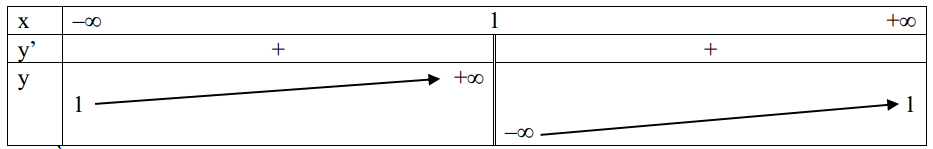 x –∞ 1 +∞
y’ + +
y +∞
1 1
–∞